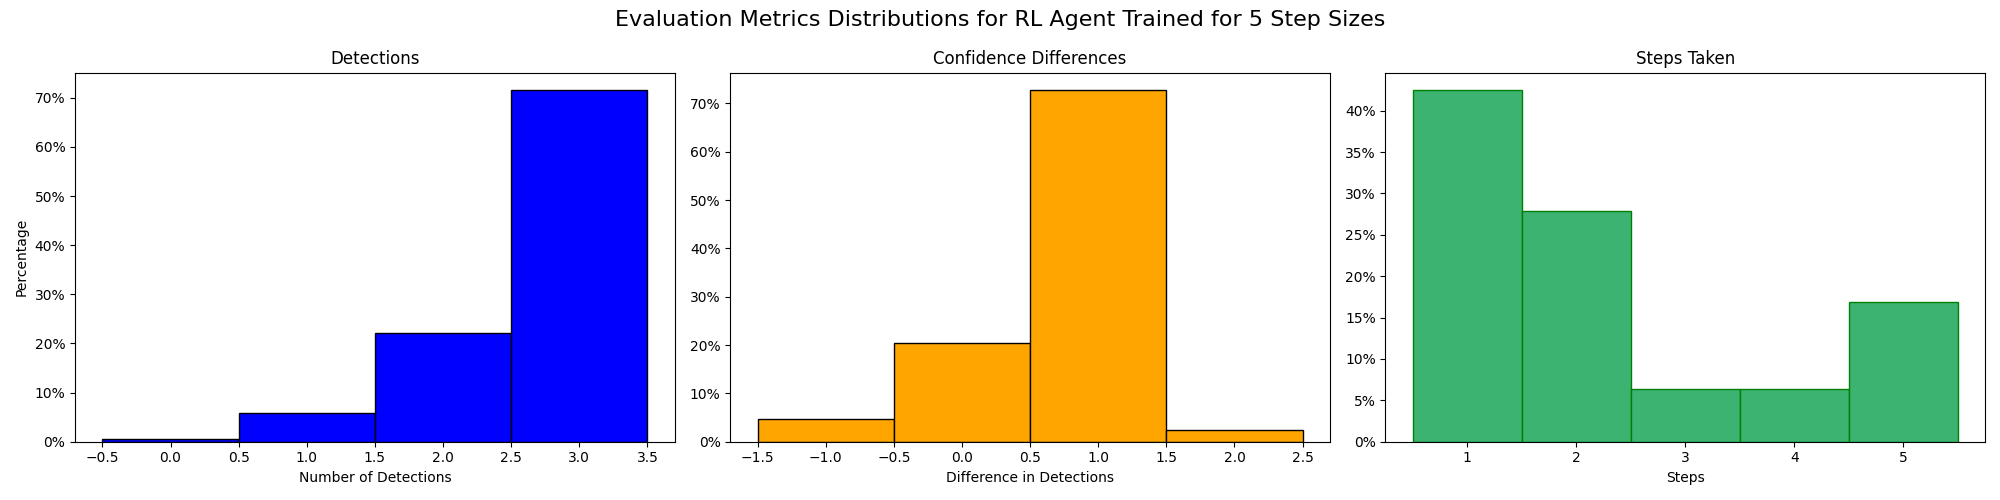 Evaluation Metrics Distributions for RL Agent Trained for 5 Step Sizes
Detections
70%
60%
50%
40%
30%
20%
10%
0%
Percentage
−0.5 0.0 0.5 1.0 1.5 2.0 2.5 3.0 3.5
Number of Detections
Confidence Differences
70%
60%
50%
40%
30%
20%
10%
0%
−1.5 −1.0 −0.5 0.0 0.5 1.0 1.5 2.0 2.5
Difference in Detections
Steps Taken
40%
35%
30%
25%
20%
15%
10%
5%
0%
1 2 3 4 5
Steps